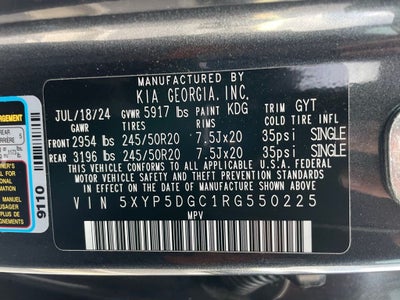 MANUFACTURED BY
KIA GEORGIA, INC.
JUL/18/24 GVWR 5917 lbs PAINT KDG TRIM GYT
GAWR TIRES RIMS COLD TIRE INFL
FRONT 2954 lbs 245/50R20 7.5Jx20 35psi SINGLE
REAR 3196 lbs 245/50R20 7.5Jx20 35psi SINGLE
THIS VEHICLE CONFORMS TO ALL APPLICABLE U.S.A. FEDERAL
MOTOR VEHICLE SAFETY, BUMPER, AND
THEFT PREVENTION STANDARDS IN EFFECT
ON THE DATE OF MANUFACTURE SHOWN ABOVE.
VIN 5XYP5DGC1RG550225
MPV
REAR
5
9110